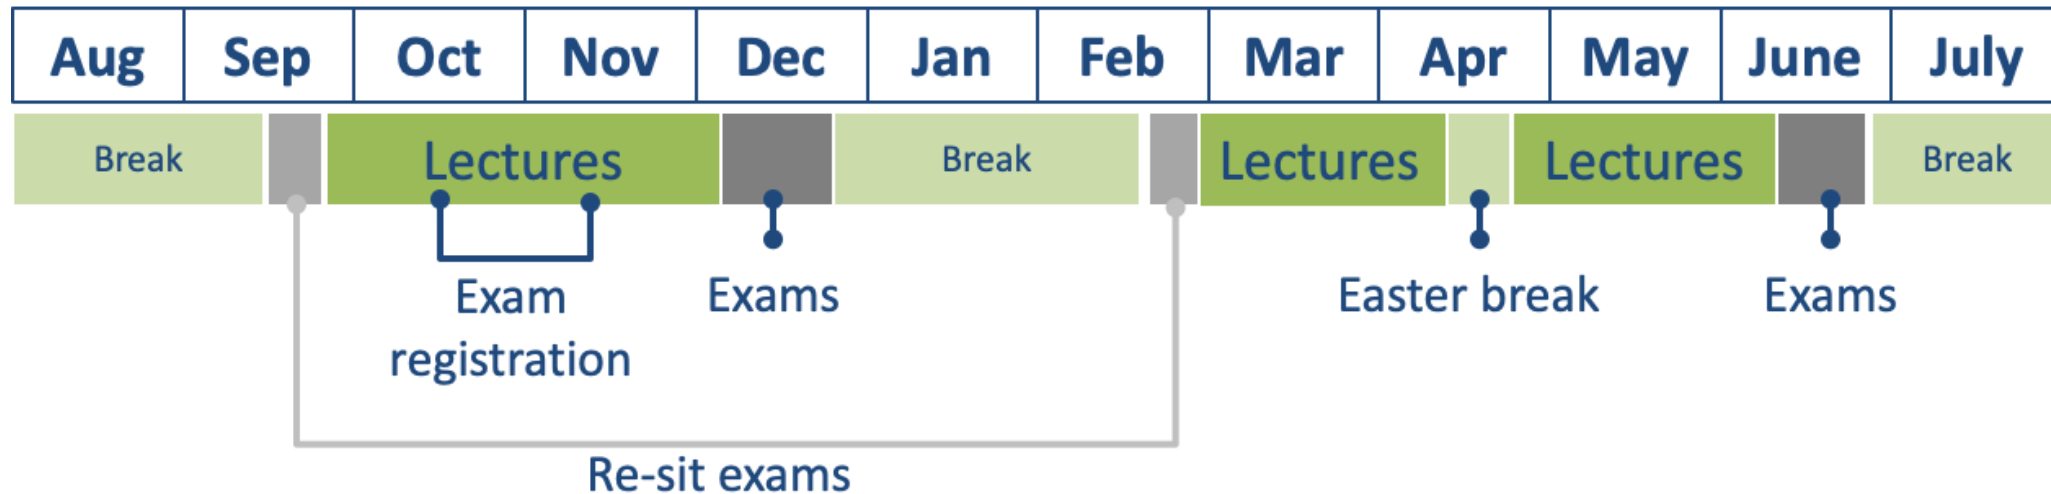 Aug Sep Oct Nov Dec Jan Feb Mar Apr May June July
Break Lectures Break Lectures Lectures Break
Exam Exams Easter break Exams
registration
Re-sit exams